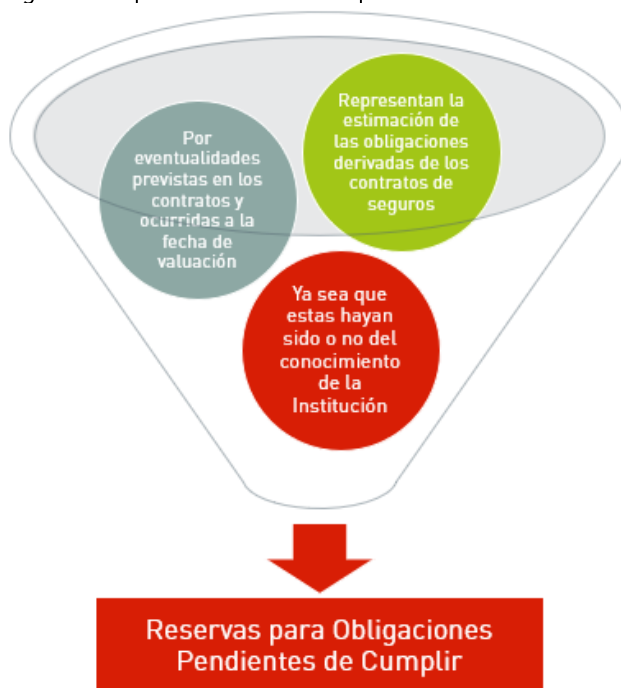 Representan la
estimación de
las obligaciones
derivadas de los
contratos de
seguros
Por
eventualidades
previstas en los
contratos y
ocurridas a la
fecha de
valuación
Ya sea que
estas hayan
sido o no del
conocimiento
de la
Institución
Reservas para Obligaciones
Pendientes de Cumplir